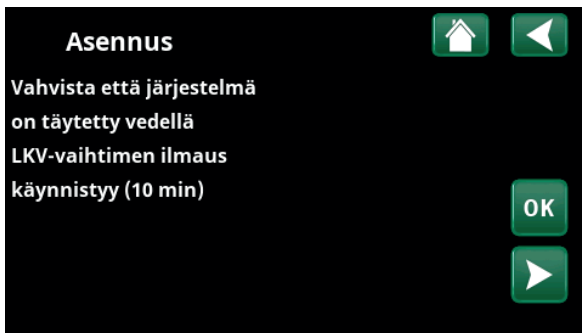 Asennus
Vahvista että järjestelmä
on täytetty vedellä
LKV-vaihtimen ilmaus
käynnistyy (10 min)
OK